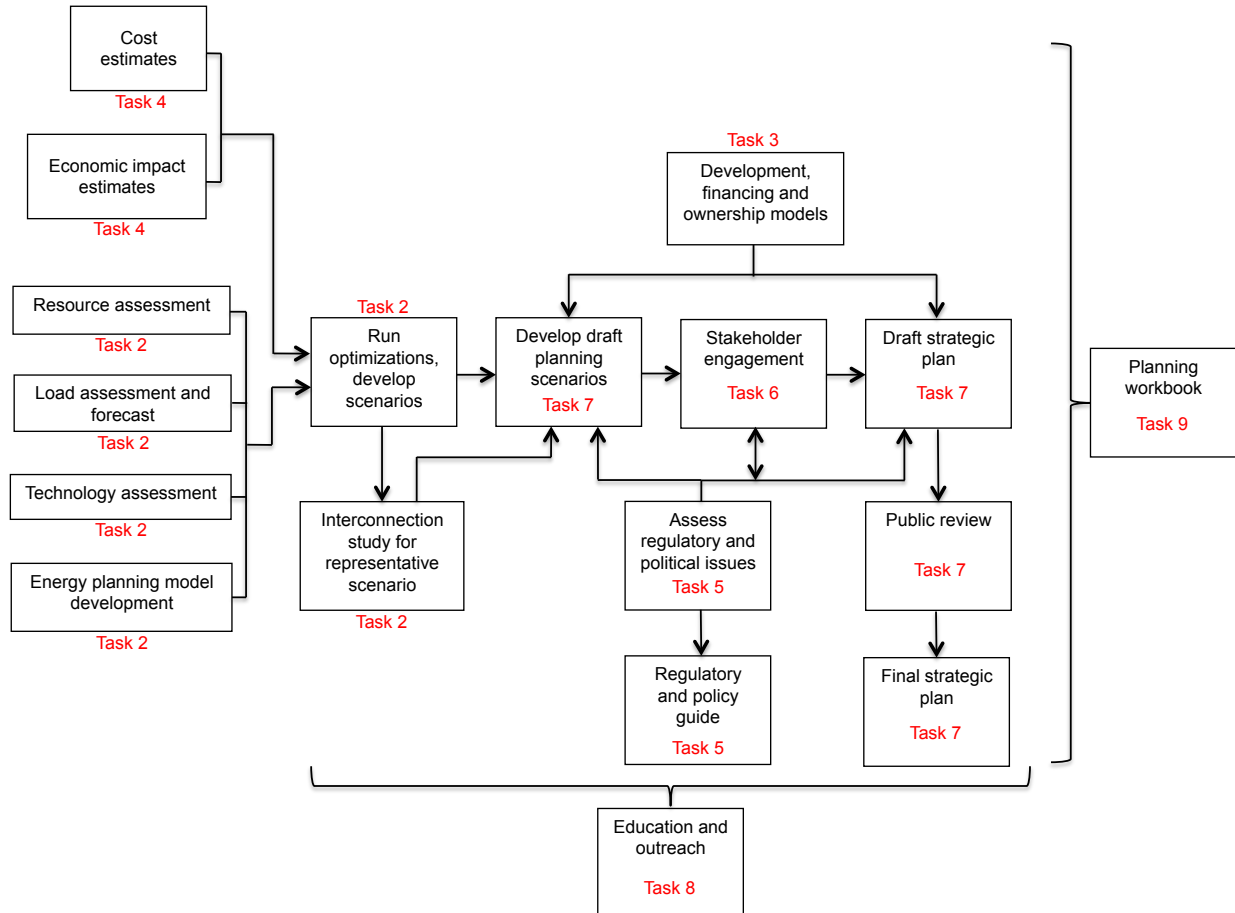 Cost
estimates
Task 4
Economic impact
estimates
Task 4
Resource assessment
Task 2
Load assessment and
forecast
Task 2
Technology assessment
Task 2
Energy planning model
development
Task 2
Task 2
Run
optimizations,
develop
scenarios
Interconnection
study for
representative
scenario
Task 2
Task 3
Development,
financing and
ownership models
Develop draft
planning
scenarios
Task 7
Stakeholder
engagement
Task 6
Draft strategic
plan
Task 7
Assess
regulatory and
political issues
Task 5
Public review
Task 7
Regulatory
and policy
guide
Task 5
Final strategic
plan
Task 7
Planning
workbook
Task 9
Education and
outreach
Task 8